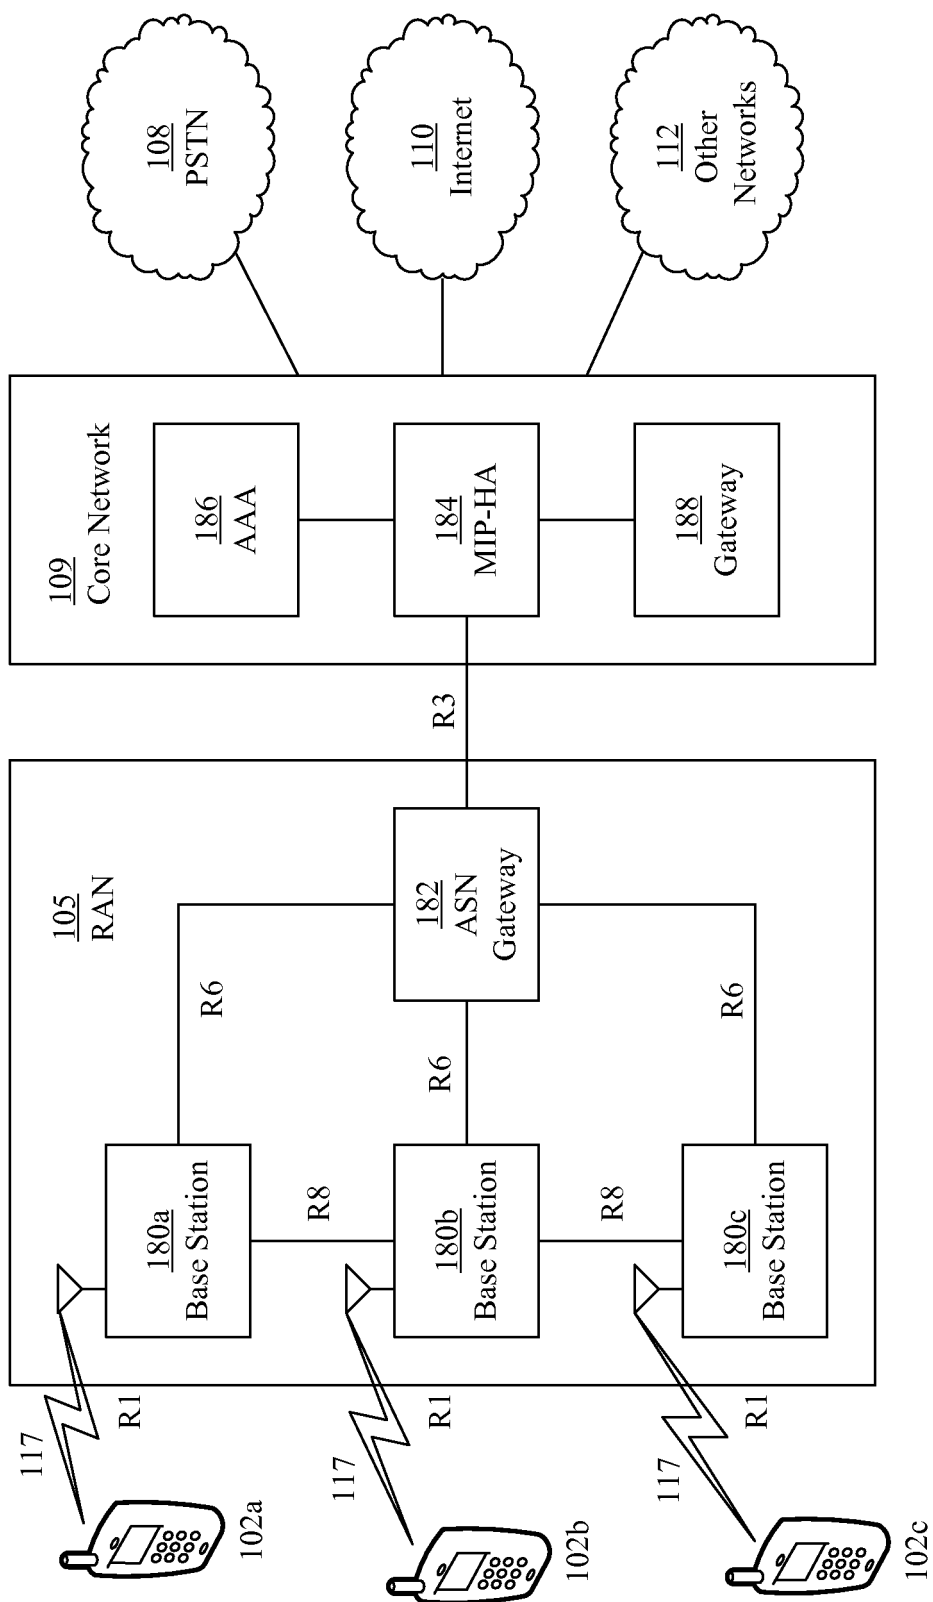 117
R1
102a
117
R1
102b
117
R1
102c
105
RAN
180a
Base Station
R8
180b
Base Station
R8
180c
Base Station
R6
R6
R6
182
ASN
Gateway
R3
109
Core Network
186
AAA
184
MIP-HA
188
Gateway
108
PSTN
110
Internet
112
Other
Networks